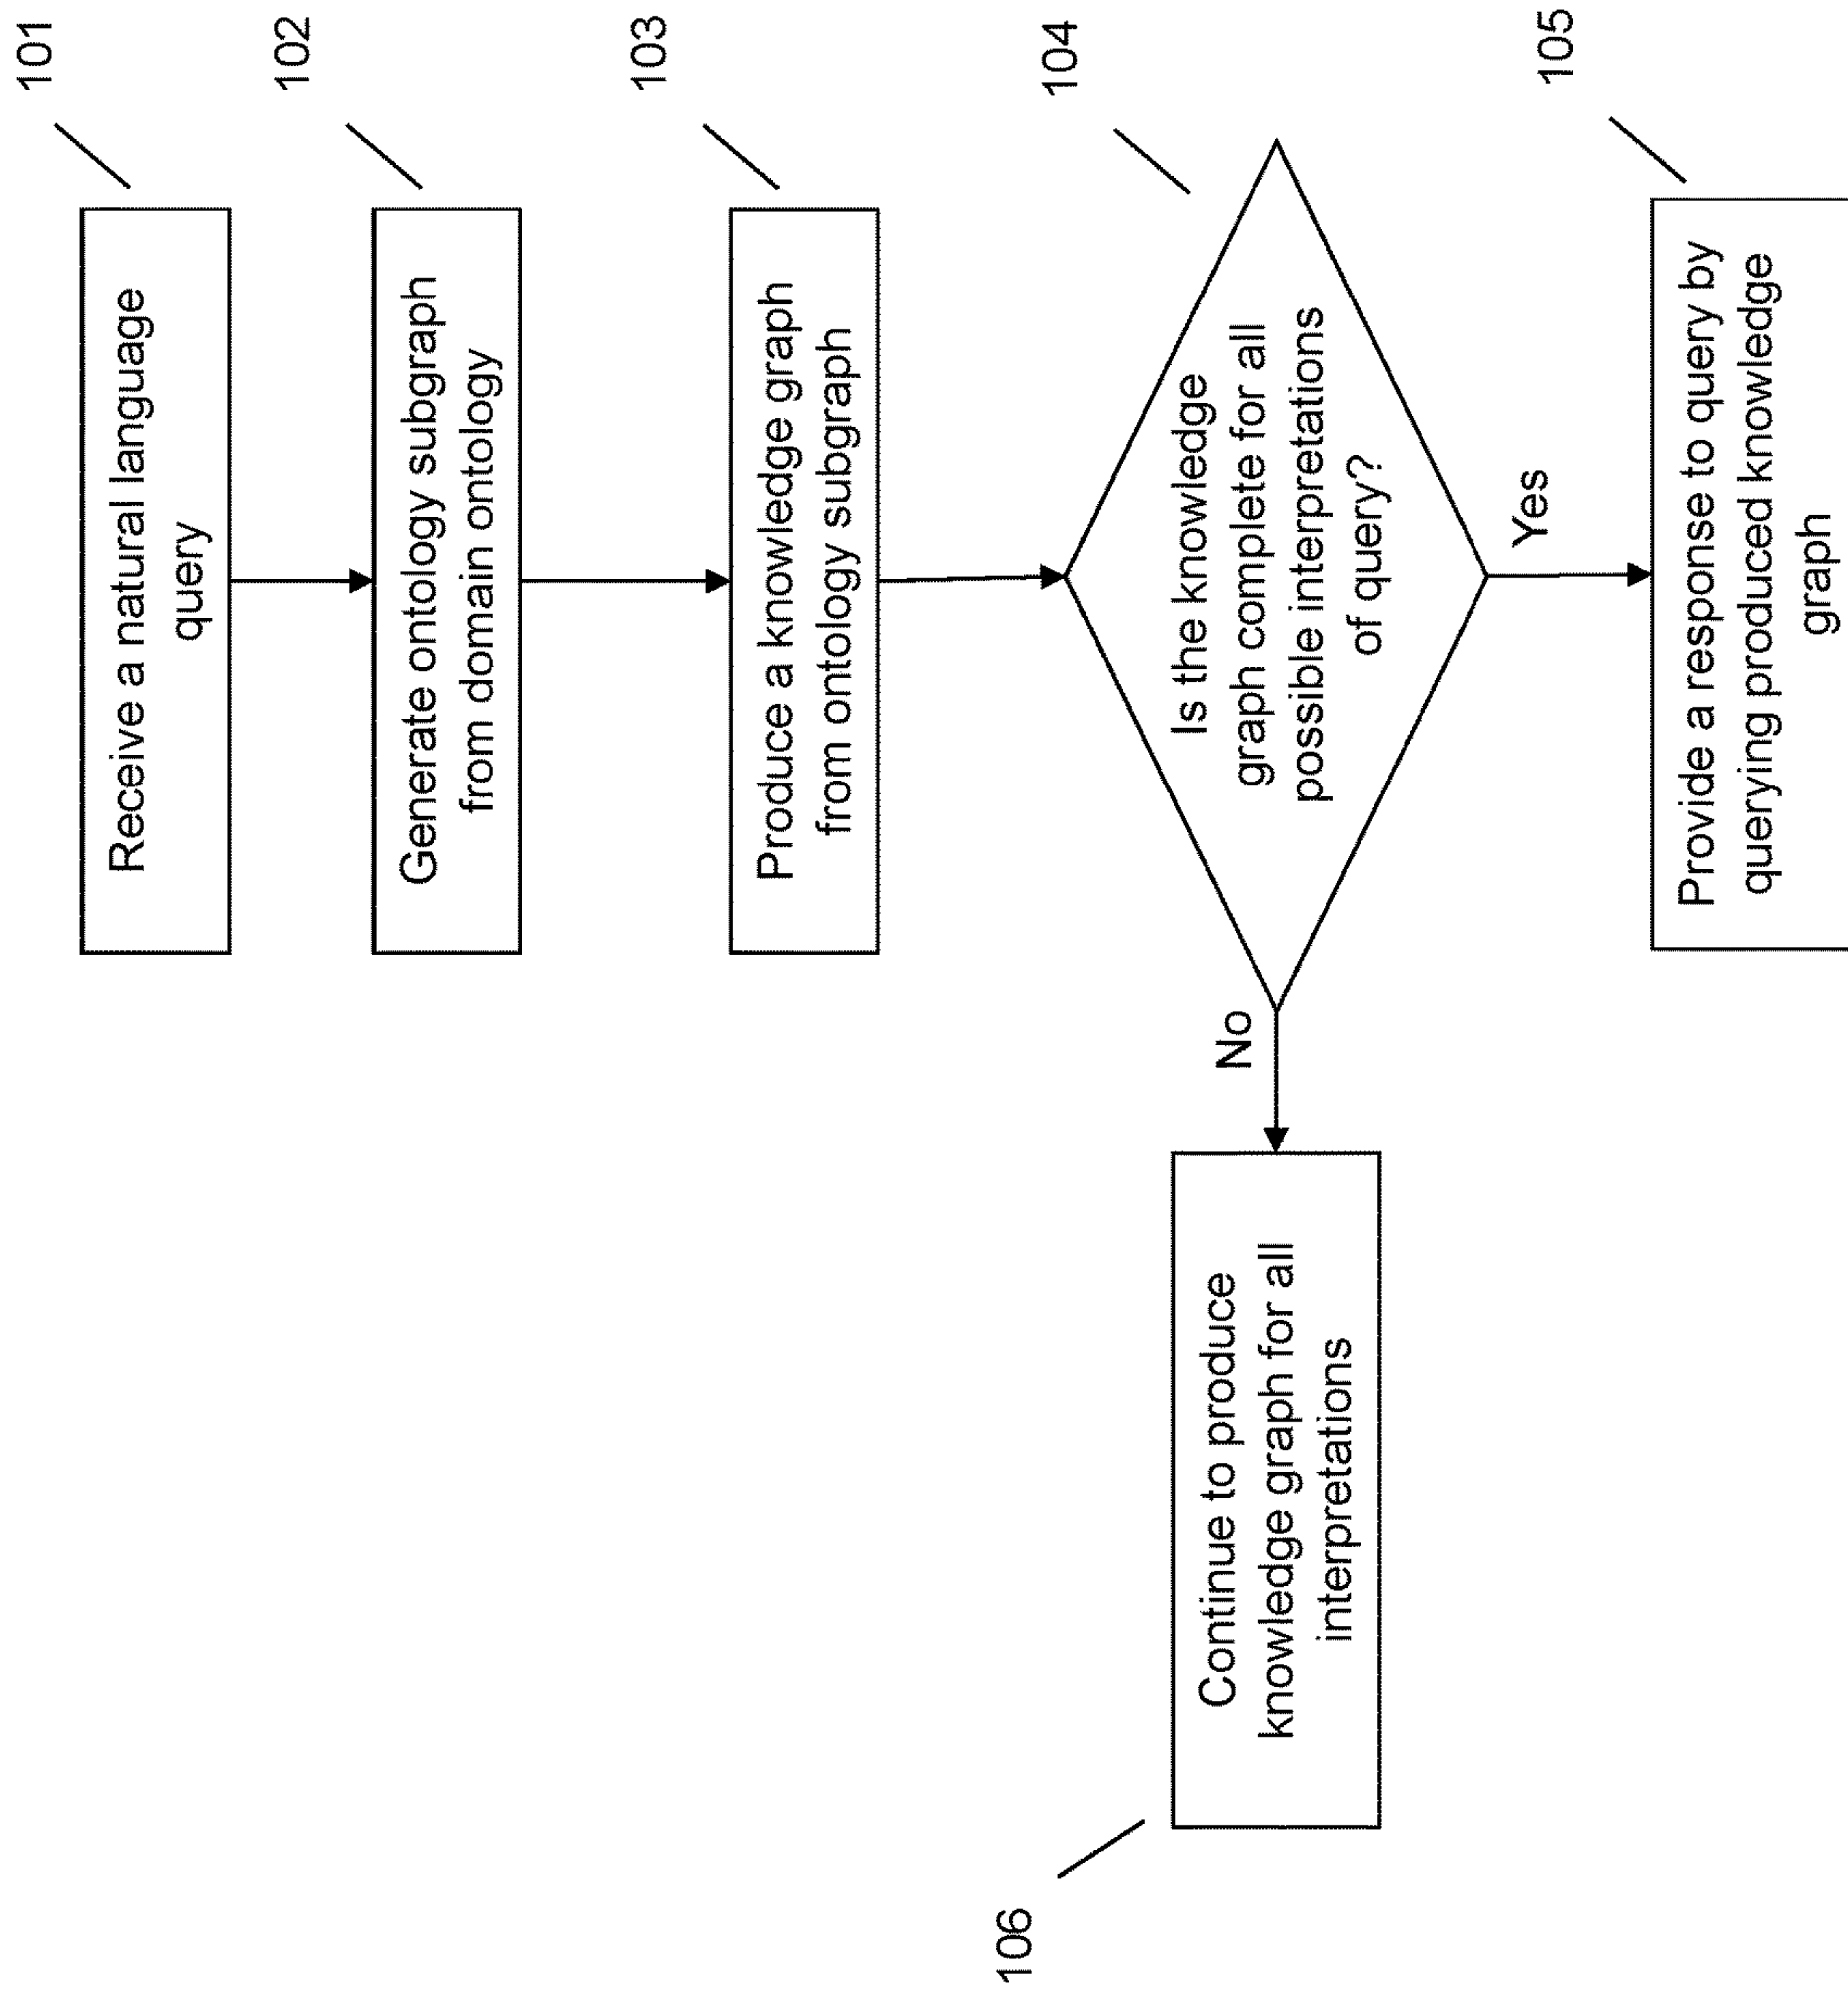 101
Receive a natural language
query
102
Generate ontology subgraph
from domain ontology
103
Produce a knowledge graph
from ontology subgraph
104
Is the knowledge
graph complete for all
possible interpretations
of query?
No
Yes
106
Continue to produce
knowledge graph for all
interpretations
105
Provide a response to query by
querying produced knowledge
graph